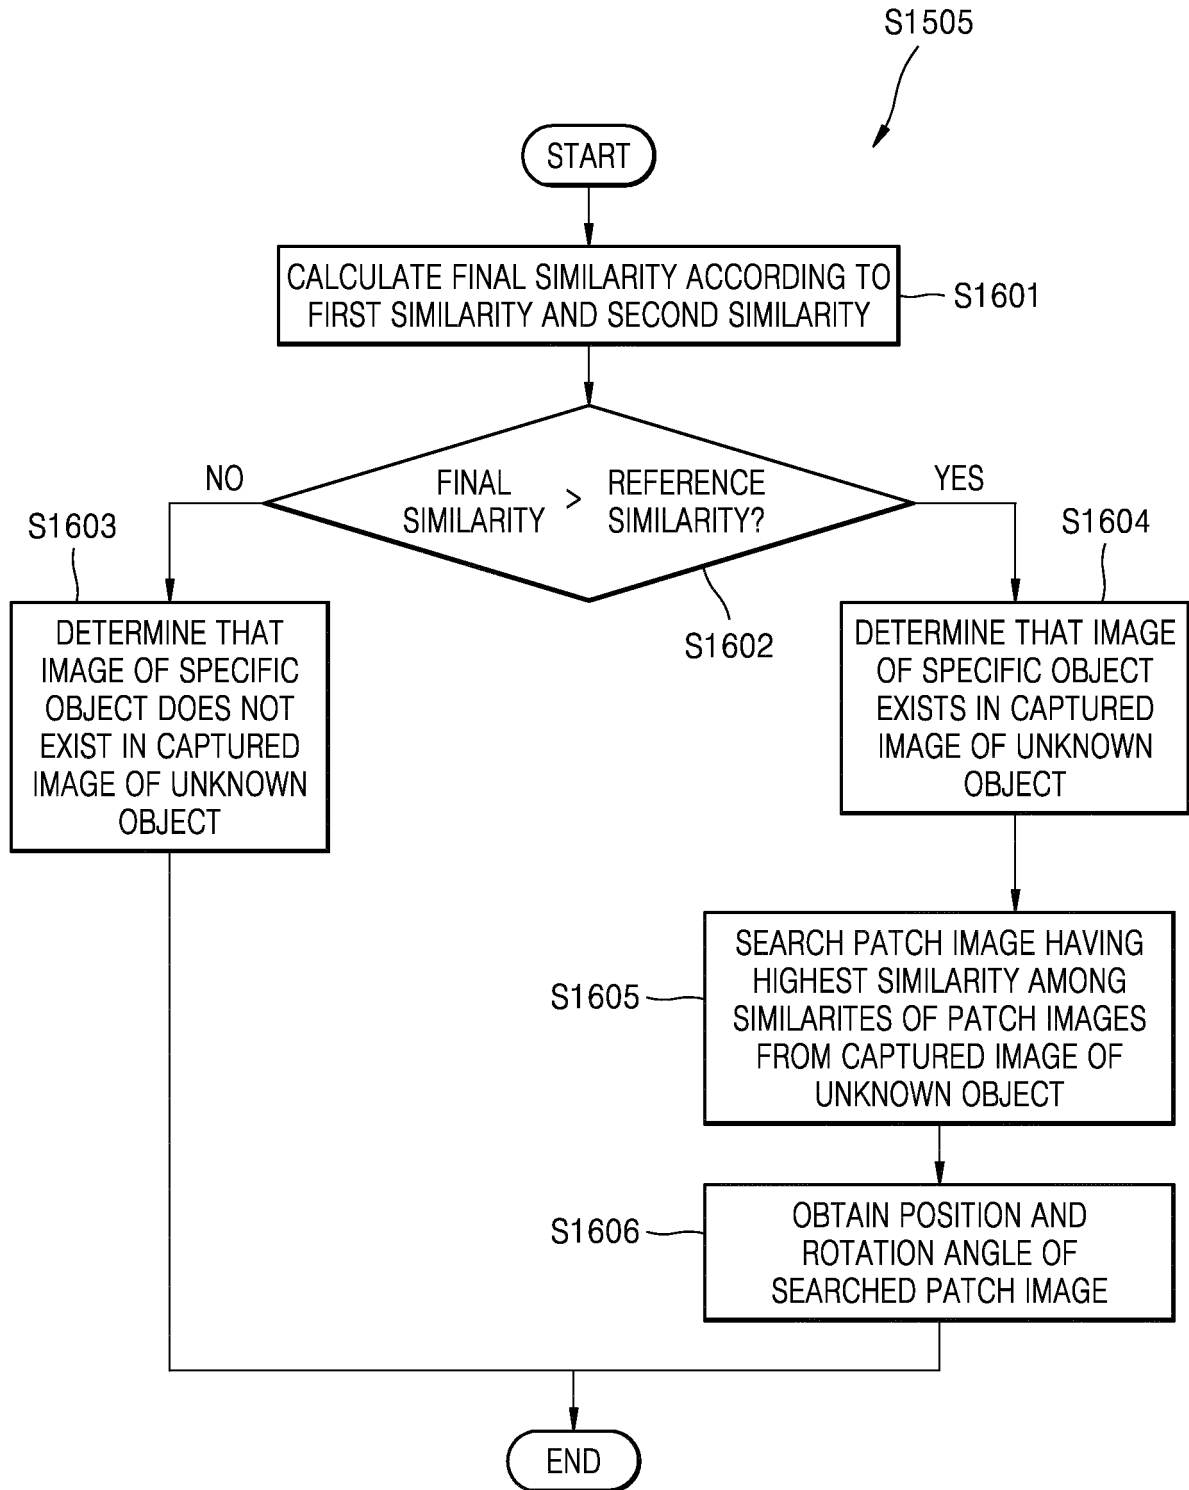 S1505
START
CALCULATE FINAL SIMILARITY ACCORDING TO
FIRST SIMILARITY AND SECOND SIMILARITY
S1601
NO
FINAL
SIMILARITY
>
REFERENCE
SIMILARITY?
YES
S1602
S1603
DETERMINE THAT
IMAGE OF SPECIFIC
OBJECT DOES NOT
EXIST IN CAPTURED
IMAGE OF UNKNOWN
OBJECT
S1604
DETERMINE THAT IMAGE
OF SPECIFIC OBJECT
EXISTS IN CAPTURED
IMAGE OF UNKNOWN
OBJECT
S1605
SEARCH PATCH IMAGE HAVING
HIGHEST SIMILARITY AMONG
SIMILARITES OF PATCH IMAGES
FROM CAPTURED IMAGE OF
UNKNOWN OBJECT
S1606
OBTAIN POSITION AND
ROTATION ANGLE OF
SEARCHED PATCH IMAGE
END